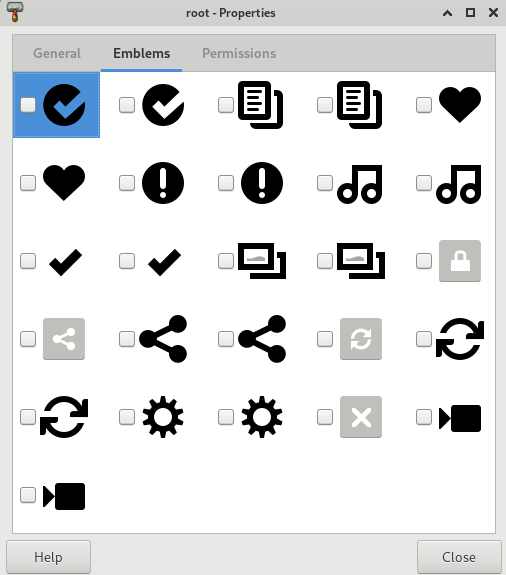 root - Properties
General Emblems Permissions
Help Close